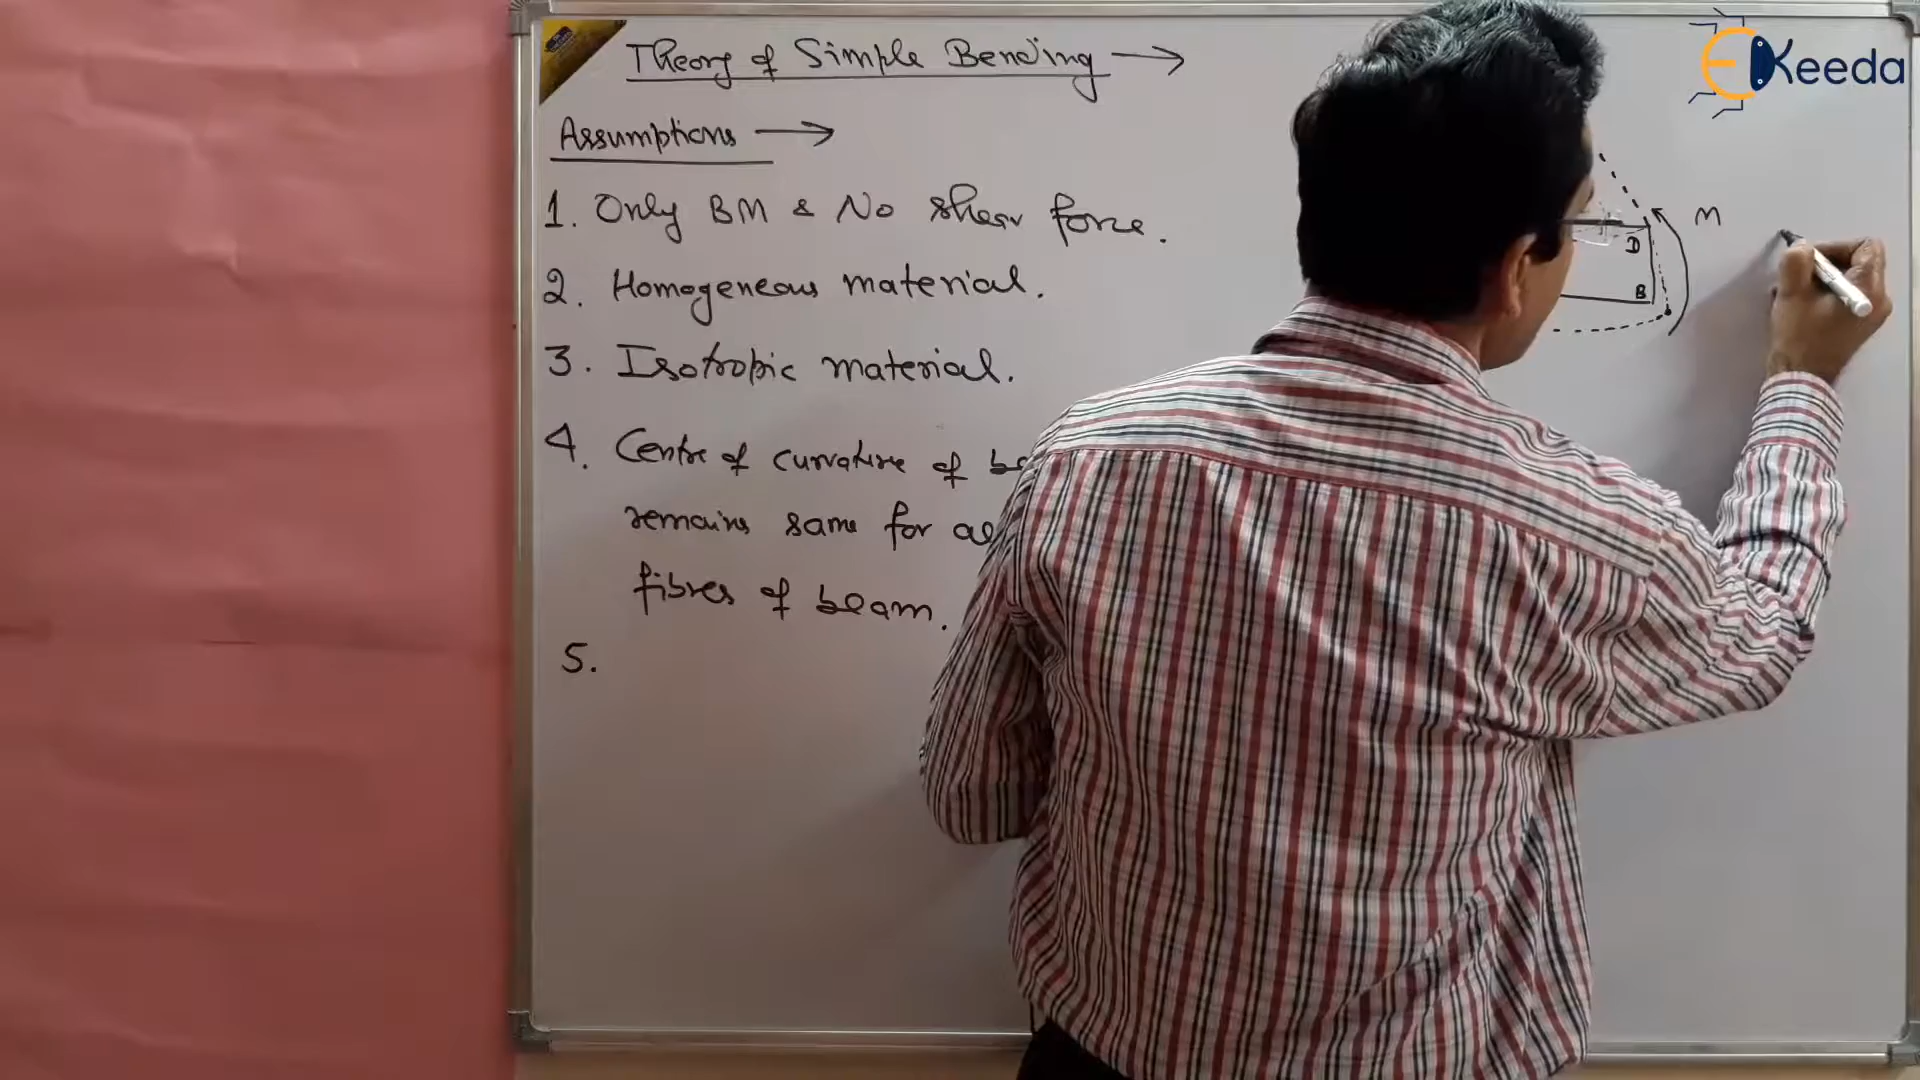 Theory of Simple Bending →
Assumptions →
1. Only BM & No shear force.
2. Homogeneous material.
3. Isotropic material.
4. Centre of curvature of
remains same for
fibres of beam.
5.
M
D
B
EKeeda